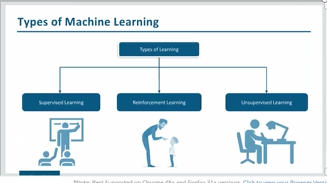 Types of Machine Learning
Types of Learning
Supervised Learning
Reinforcement Learning
Unsupervised Learning